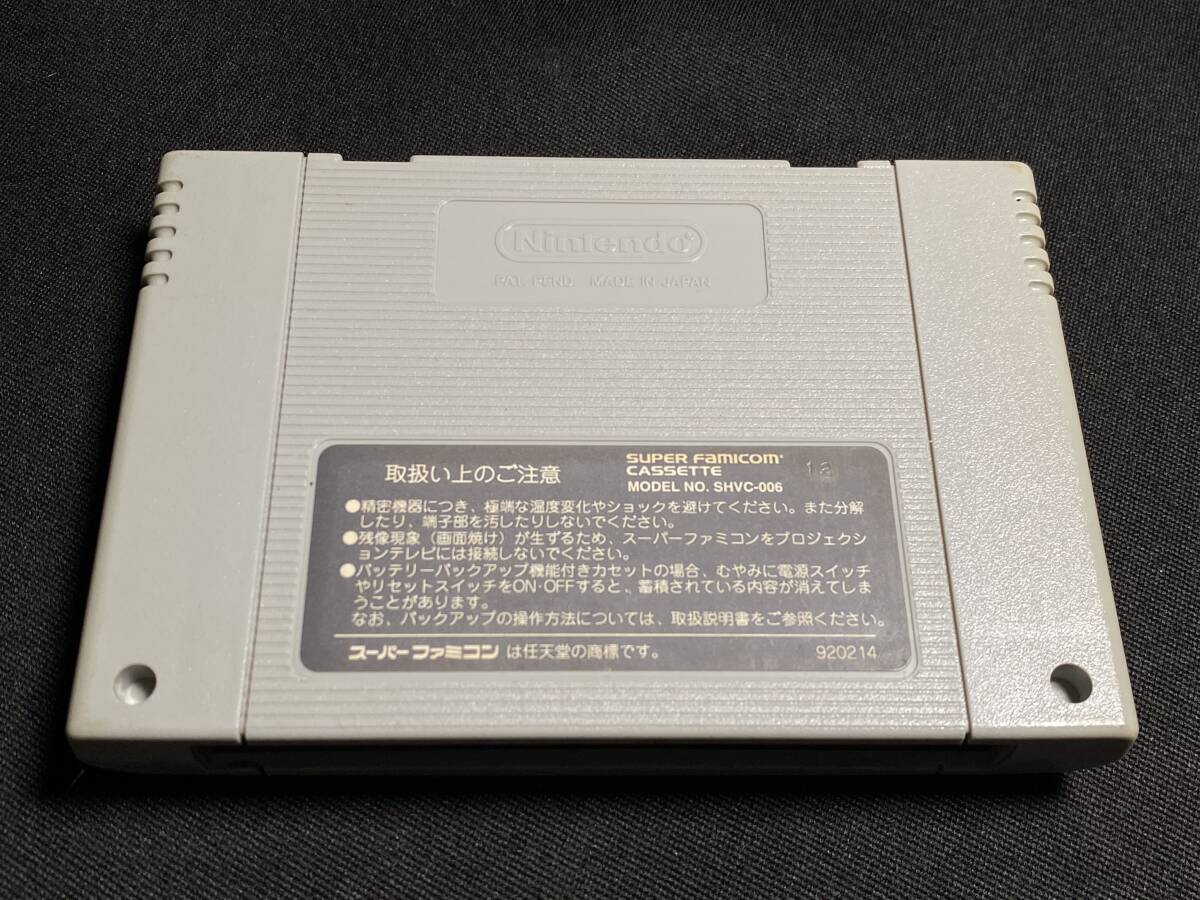 Nintendo
PAT. PEND. MADE IN JAPAN
取扱い上のご注意
SUPER FAMICOM
CASSETTE
MODEL NO. SHVC-006
●精密機器につき、極端な温度変化やショックを避けてください。また分解
したり、端子部を汚したりしないでください。
●残像現象（画面焼け）が生ずるため、スーパーファミコンをプロジェクシ
ョンテレビには接続しないでください。
●バッテリーバックアップ機能付きカセットの場合、むやみに電源スイッチ
やリセットスイッチをON·OFFすると、蓄積されている内容が消えてしま
うことがあります。
なお、バックアップの操作方法については、取扱説明書をご参照ください。
スーパーファミコンは任天堂の商標です。
920214